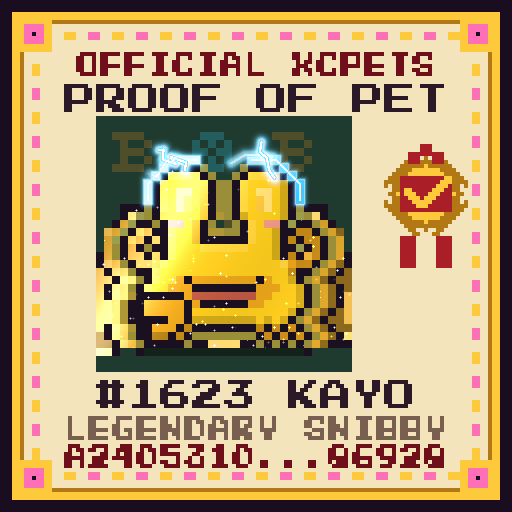 OFFICIAL XCPETS
PROOF OF PET
B B
#1623 KAYO
LEGENDARY SNIBBY
A2405310...06920